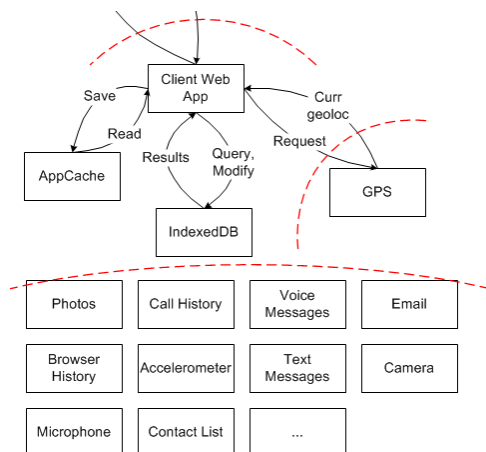 Client Web
App
Save
Curr
geoloc
Read
Request
Results
Query,
Modify
AppCache
GPS
IndexedDB
Photos
Call History
Voice
Messages
Email
Browser
History
Accelerometer
Text
Messages
Camera
Microphone
Contact List
...